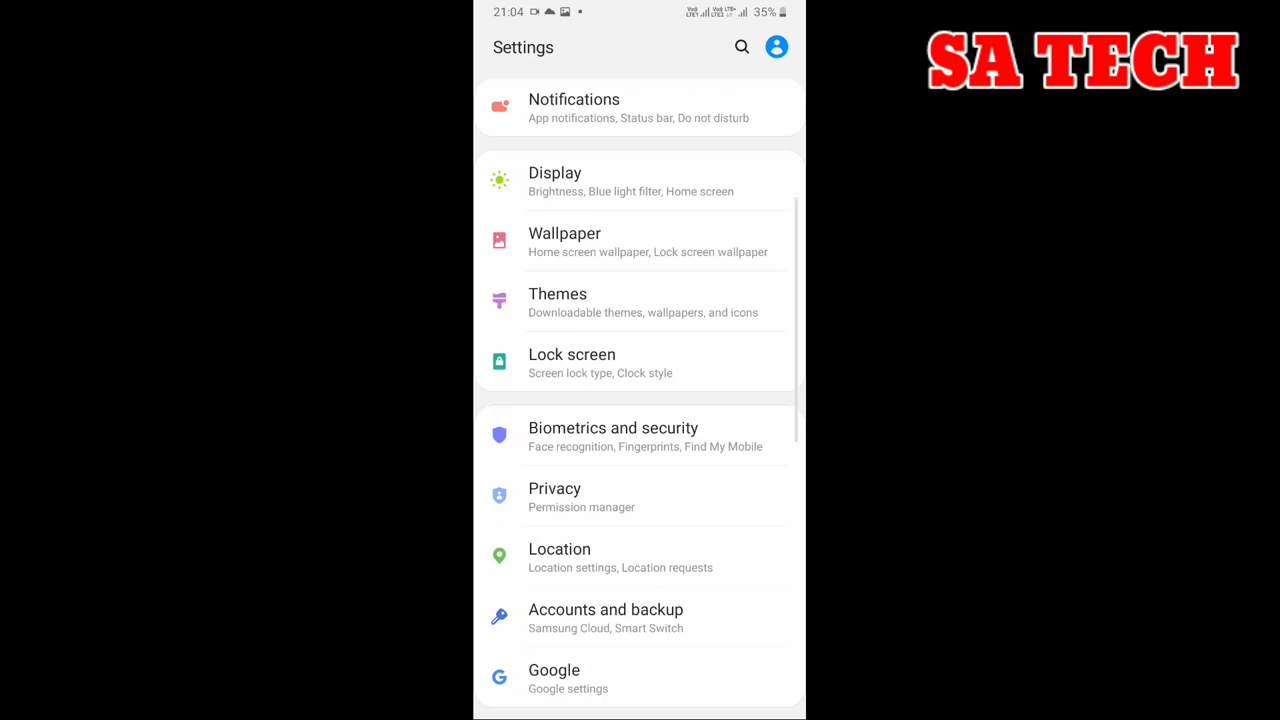 21:04
35%
SA TECH
Settings
Notifications
App notifications, Status bar, Do not disturb
Display
Brightness, Blue light filter, Home screen
Wallpaper
Home screen wallpaper, Lock screen wallpaper
Themes
Downloadable themes, wallpapers, and icons
Lock screen
Screen lock type, Clock style
Biometrics and security
Face recognition, Fingerprints, Find My Mobile
Privacy
Permission manager
Location
Location settings, Location requests
Accounts and backup
Samsung Cloud, Smart Switch
Google
Google settings